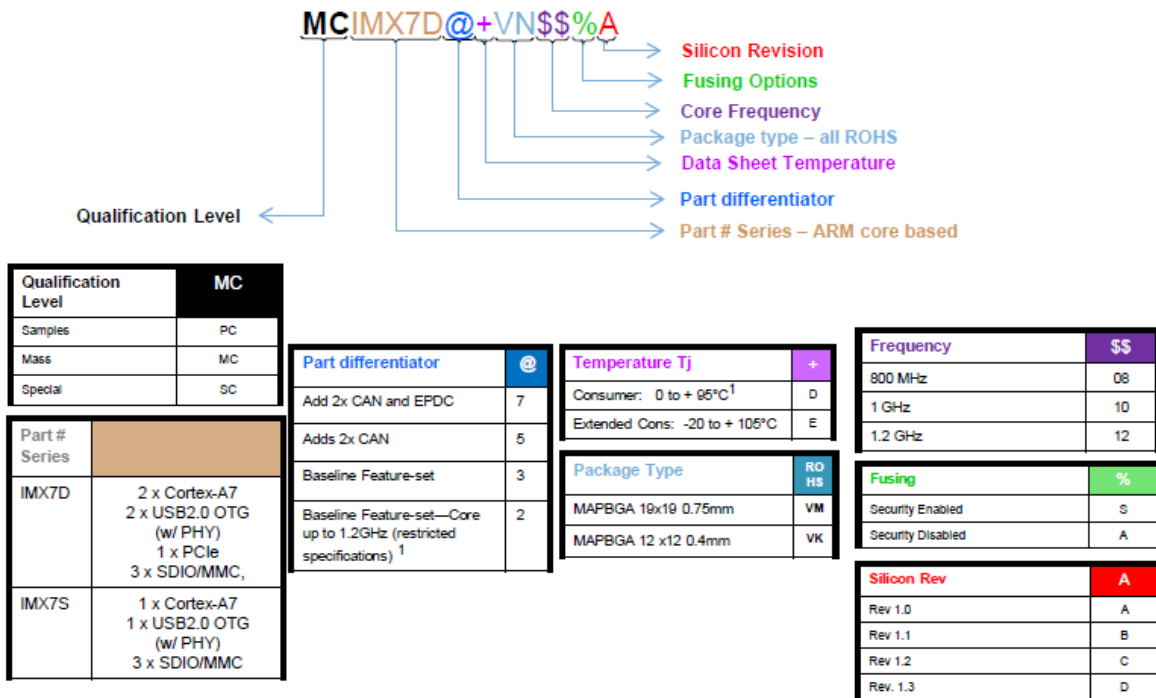 MCIMX7D@+VN$$%A
Silicon Revision
Fusing Options
Core Frequency
Package type – all ROHS
Data Sheet Temperature
Part differentiator
Qualification Level
Part # Series – ARM core based
Qualification Level MC
Samples PC
Mass MC
Special SC
Part # Series
IMX7D 2 x Cortex-A7
2 x USB2.0 OTG
(w/ PHY)
1 x PCIe
3 x SDIO/MMC,
IMX7S 1 x Cortex-A7
1 x USB2.0 OTG
(w/ PHY)
3 x SDIO/MMC
Part differentiator @
Add 2x CAN and EPDC 7
Adds 2x CAN 5
Baseline Feature-set 3
Baseline Feature-set—Core 2
up to 1.2GHz (restricted
specifications) 1
Temperature Tj +
Consumer: 0 to + 95°C1 D
Extended Cons: -20 to + 105°C E
Package Type RO
HS
MAPBGA 19x19 0.75mm VM
MAPBGA 12 x12 0.4mm VK
Frequency $$
800 MHz 08
1 GHz 10
1.2 GHz 12
Fusing %
Security Enabled S
Security Disabled A
Silicon Rev A
Rev 1.0 A
Rev 1.1 B
Rev 1.2 C
Rev. 1.3 D